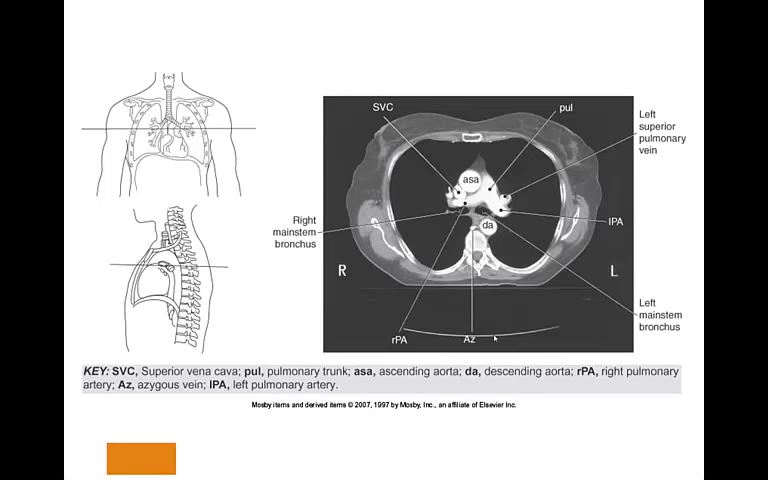 SVC
pul
Left
superior
pulmonary
vein
asa
lPA
Right
mainstem
bronchus
da
R
L
Left
mainstem
bronchus
rPA
Az
KEY: SVC, Superior vena cava; pul, pulmonary trunk; asa, ascending aorta; da, descending aorta; rPA, right pulmonary
artery; Az, azygous vein; lPA, left pulmonary artery.
Mosby items and derived items © 2007, 1997 by Mosby, Inc., an affiliate of Elsevier Inc.